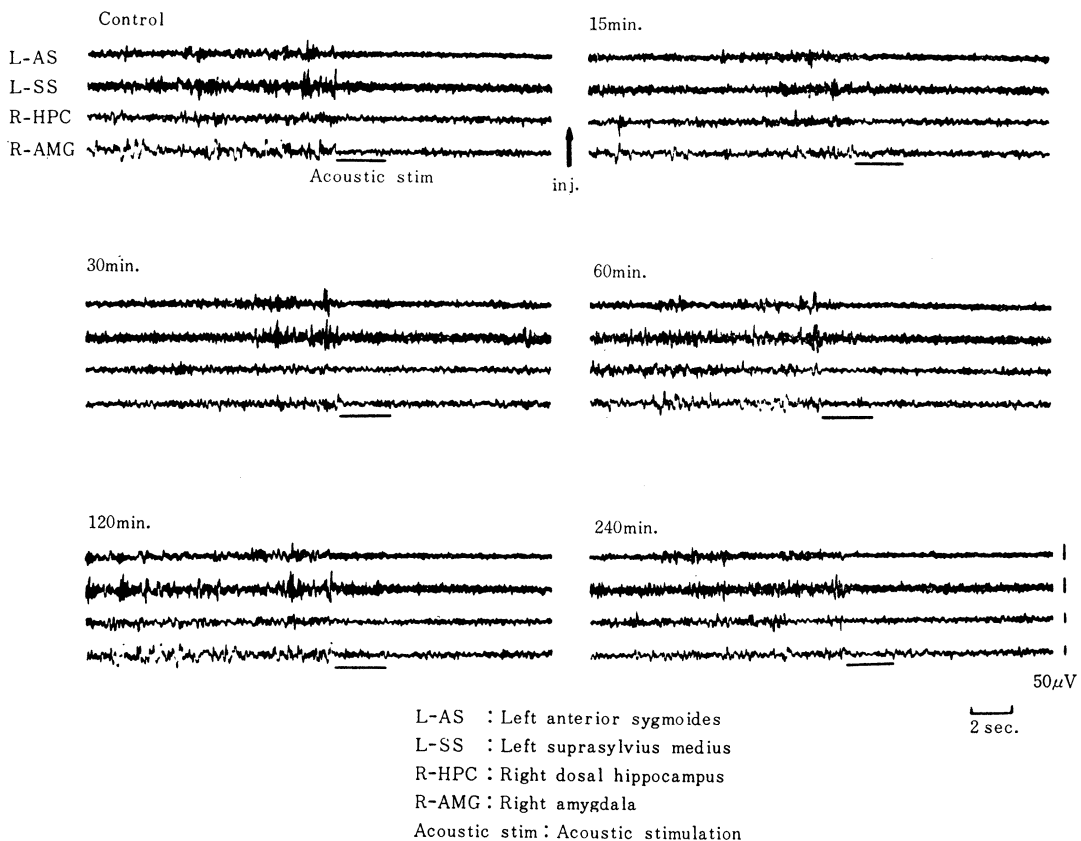 Control
15min.
L-AS
L-SS
R-HPC
R-AMG
Acoustic stim
inj.
30min.
60min.
120min.
240min.
50μV
2 sec.
L-AS : Left anterior sygmoides
L-SS : Left suprasylvius medius
R-HPC : Right dosal hippocampus
R-AMG : Right amygdala
Acoustic stim : Acoustic stimulation